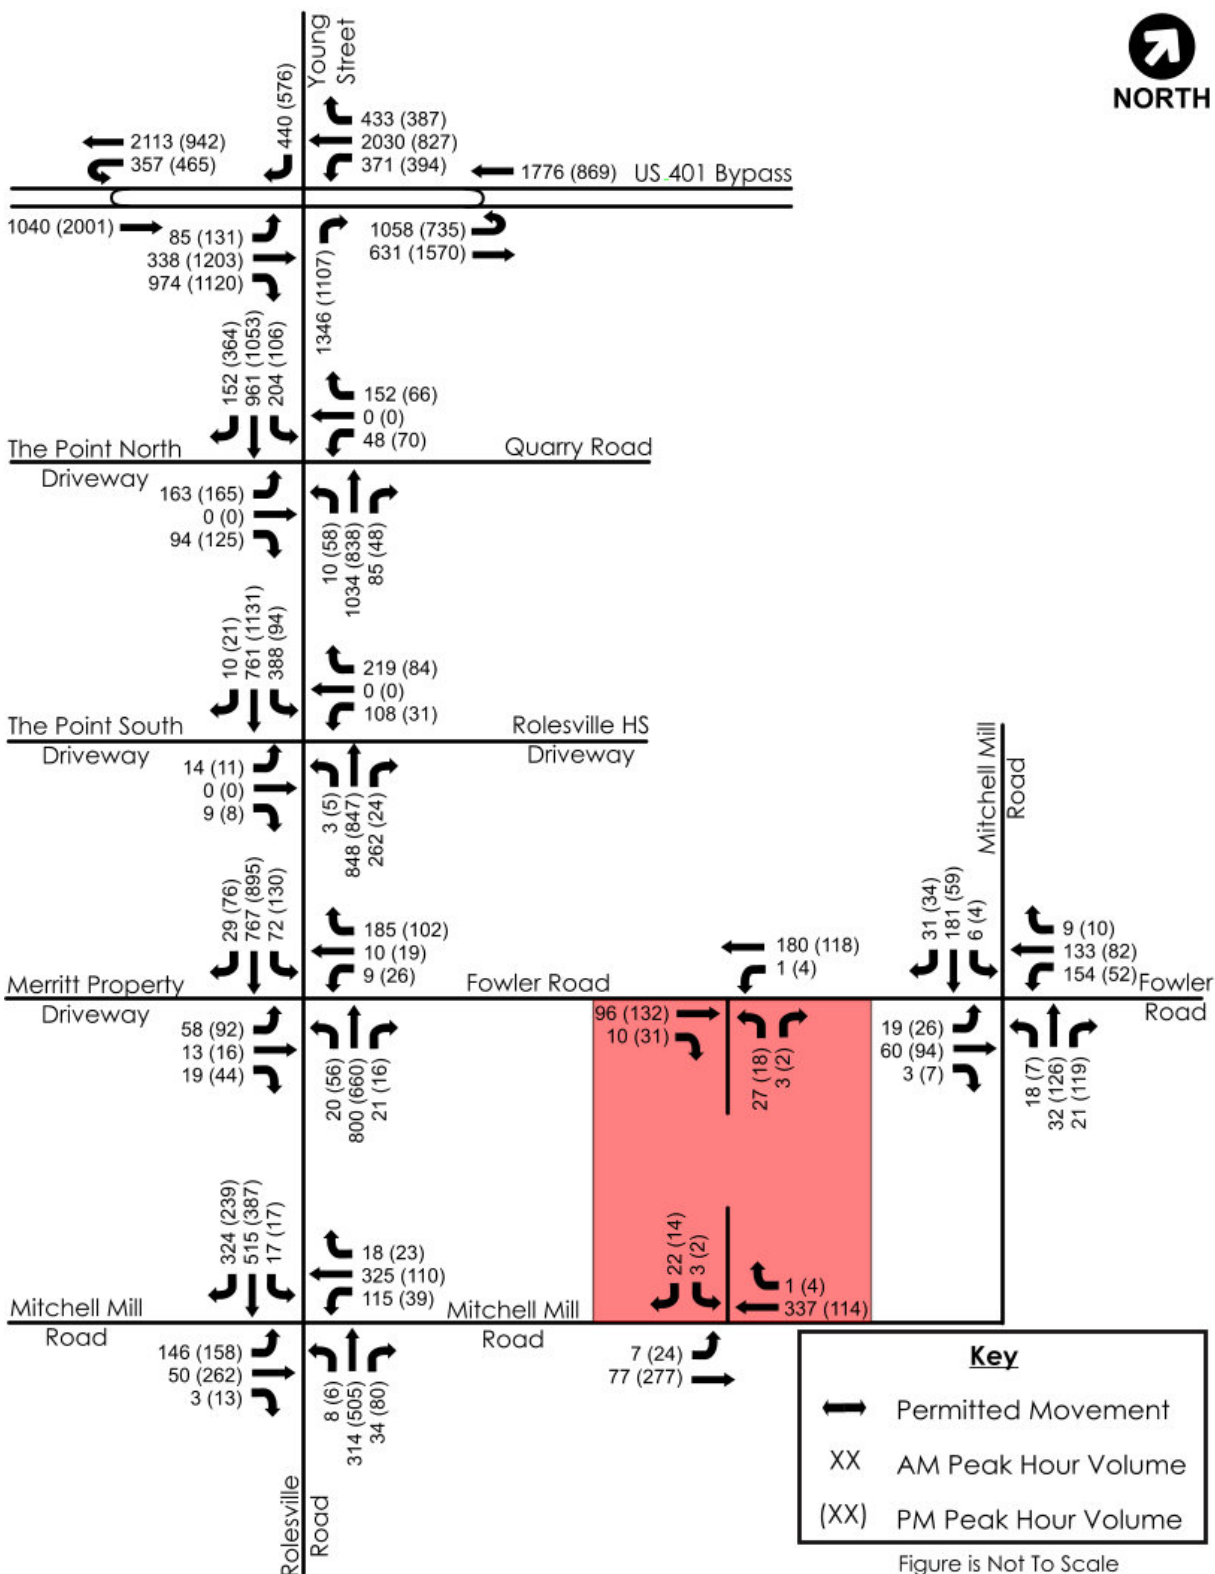 Young
Street
NORTH
440 (576)
433 (387)
2030 (827)
371 (394)
2113 (942)
357 (465)
1776 (869)
US 401 Bypass
1040 (2001)
85 (131)
338 (1203)
974 (1120)
1346 (1107)
1058 (735)
631 (1570)
152 (364)
961 (1053)
204 (106)
152 (66)
0 (0)
48 (70)
The Point North
Driveway
Quarry Road
163 (165)
0 (0)
94 (125)
10 (58)
1034 (838)
85 (48)
10 (21)
761 (1131)
388 (94)
219 (84)
0 (0)
108 (31)
The Point South
Driveway
Rolesville HS
Driveway
14 (11)
0 (0)
9 (8)
3 (5)
848 (847)
262 (24)
Mitchell Mill
Road
29 (76)
767 (895)
72 (130)
185 (102)
10 (19)
9 (26)
180 (118)
1 (4)
31 (34)
181 (59)
6 (4)
9 (10)
133 (82)
154 (52)
Merritt Property
Driveway
Fowler Road
Fowler
Road
58 (92)
13 (16)
19 (44)
20 (56)
800 (660)
21 (16)
96 (132)
10 (31)
27 (18)
3 (2)
19 (26)
60 (94)
3 (7)
18 (7)
32 (126)
21 (119)
324 (239)
515 (387)
17 (17)
18 (23)
325 (110)
115 (39)
22 (14)
3 (2)
1 (4)
337 (114)
Mitchell Mill
Road
Mitchell Mill
Road
146 (158)
50 (262)
3 (13)
8 (6)
314 (505)
34 (80)
7 (24)
77 (277)
Rolesville
Road
Key
Permitted Movement
XX AM Peak Hour Volume
(XX) PM Peak Hour Volume
Figure is Not To Scale